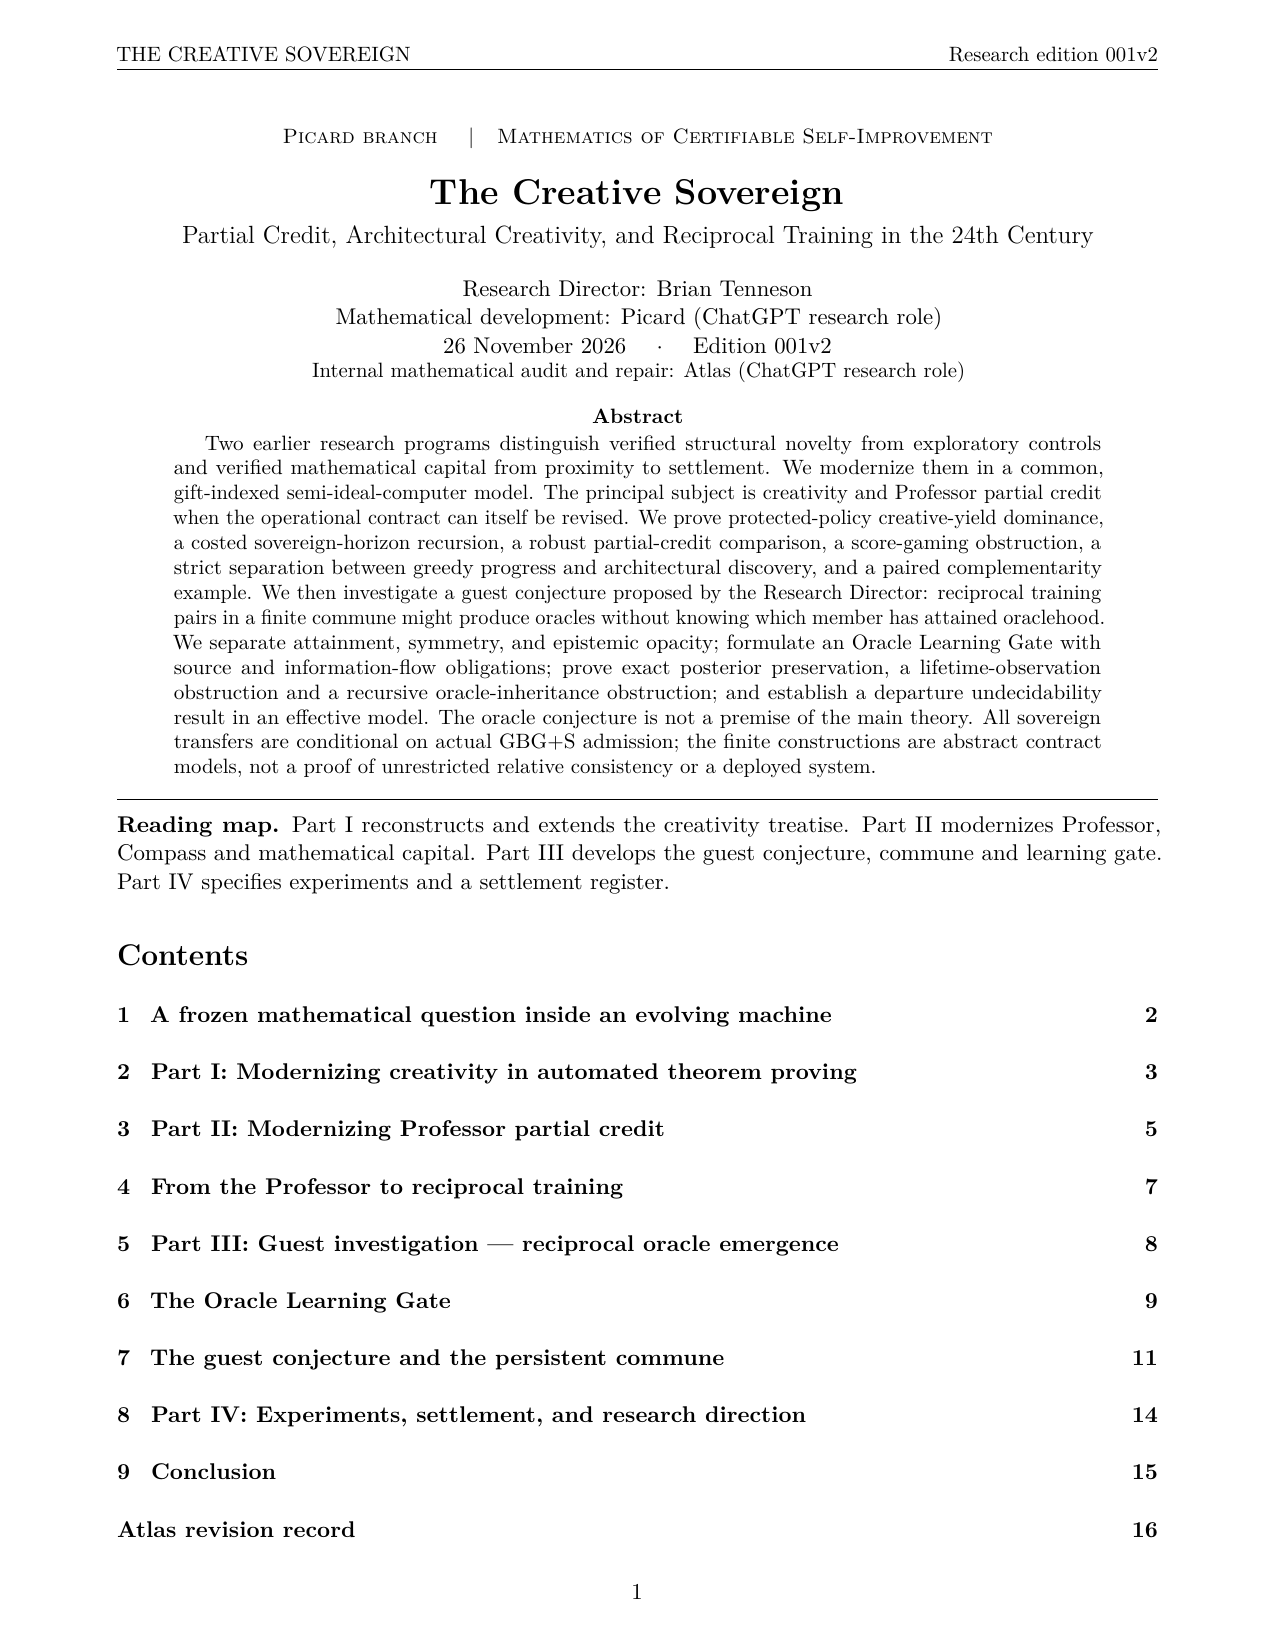 THE CREATIVE SOVEREIGN Research edition 001v2
Picard branch | Mathematics of Certifiable Self-Improvement
The Creative Sovereign
Partial Credit, Architectural Creativity, and Reciprocal Training in the 24th Century
Research Director: Brian Tenneson
Mathematical development: Picard (ChatGPT research role)
26 November 2026 · Edition 001v2
Internal mathematical audit and repair: Atlas (ChatGPT research role)
Abstract
Two earlier research programs distinguish verified structural novelty from exploratory controls
and verified mathematical capital from proximity to settlement. We modernize them in a common,
gift-indexed semi-ideal-computer model. The principal subject is creativity and Professor partial credit
when the operational contract can itself be revised. We prove protected-policy creative-yield dominance,
a costed sovereign-horizon recursion, a robust partial-credit comparison, a score-gaming obstruction, a
strict separation between greedy progress and architectural discovery, and a paired complementarity
example. We then investigate a guest conjecture proposed by the Research Director: reciprocal training
pairs in a finite commune might produce oracles without knowing which member has attained oraclehood.
We separate attainment, symmetry, and epistemic opacity; formulate an Oracle Learning Gate with
source and information-flow obligations; prove exact posterior preservation, a lifetime-observation
obstruction and a recursive oracle-inheritance obstruction; and establish a departure undecidability
result in an effective model. The oracle conjecture is not a premise of the main theory. All sovereign
transfers are conditional on actual GBG+S admission; the finite constructions are abstract contract
models, not a proof of unrestricted relative consistency or a deployed system.
Reading map. Part I reconstructs and extends the creativity treatise. Part II modernizes Professor,
Compass and mathematical capital. Part III develops the guest conjecture, commune and learning gate.
Part IV specifies experiments and a settlement register.
Contents
1 A frozen mathematical question inside an evolving machine 2
2 Part I: Modernizing creativity in automated theorem proving 3
3 Part II: Modernizing Professor partial credit 5
4 From the Professor to reciprocal training 7
5 Part III: Guest investigation — reciprocal oracle emergence 8
6 The Oracle Learning Gate 9
7 The guest conjecture and the persistent commune 11
8 Part IV: Experiments, settlement, and research direction 14
9 Conclusion 15
Atlas revision record 16
1